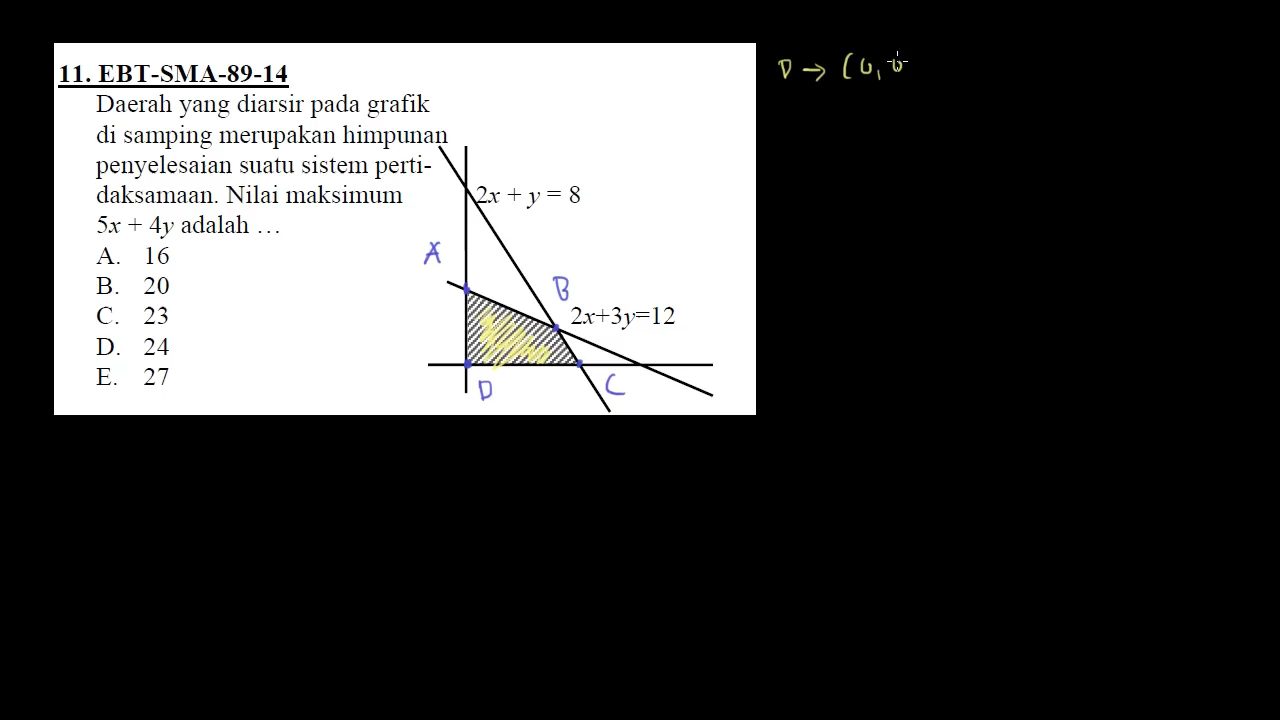 11. EBT-SMA-89-14
Daerah yang diarsir pada grafik
di samping merupakan himpunan
penyelesaian suatu sistem perti-
daksamaan. Nilai maksimum
5x + 4y adalah …
A. 16
B. 20
C. 23
D. 24
E. 27
2x + y = 8
A
B
2x+3y=12
D
C
D → (0, 0